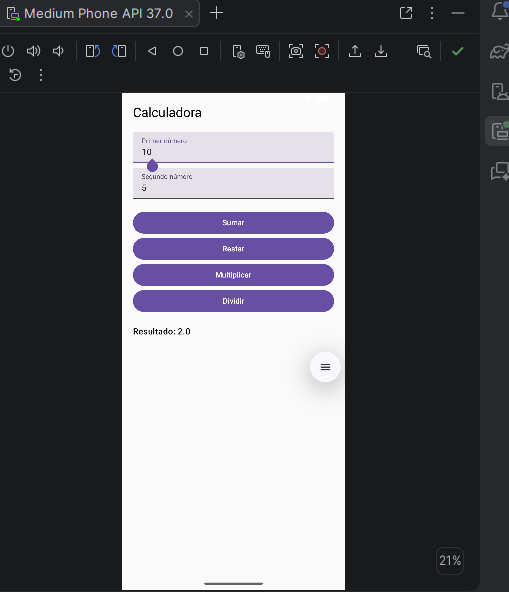 Medium Phone API 37.0
Calculadora
Primer número
10
Segundo número
5
Sumar
Restar
Multiplicar
Dividir
Resultado: 2.0
21%